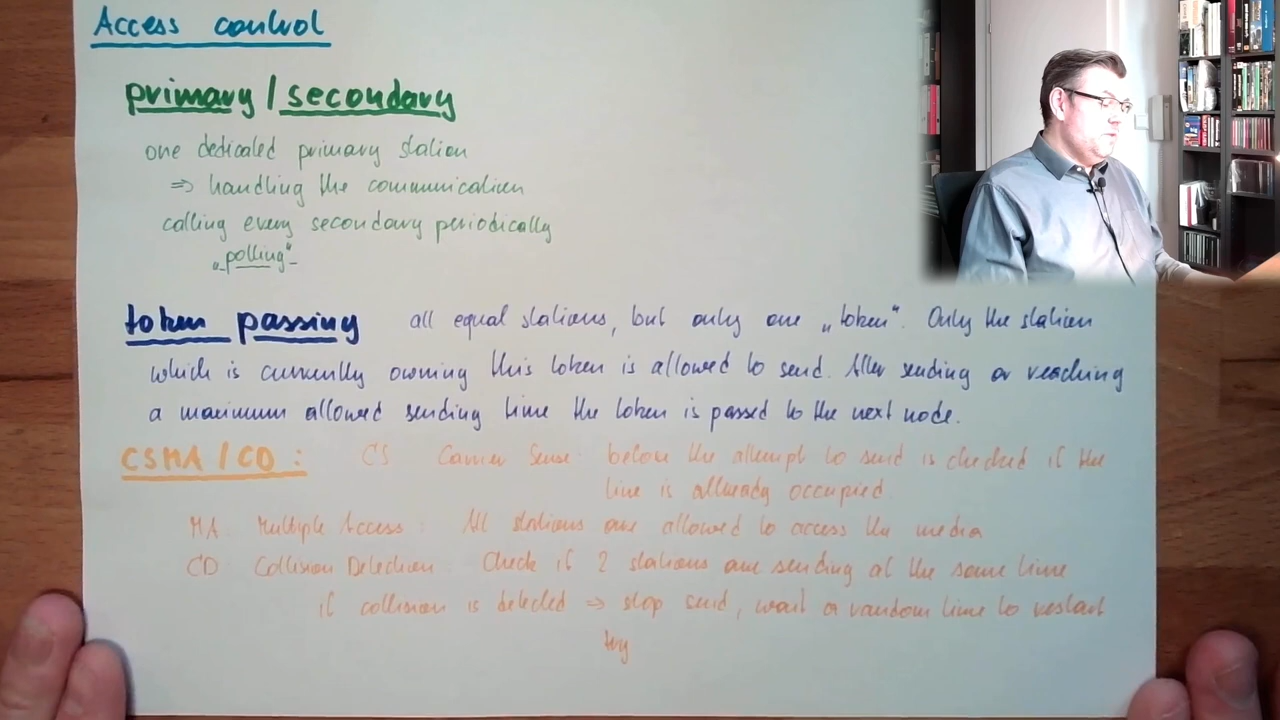 Access control
primary / secondary
one dedicated primary station
⇒ handling the communication
calling every secondary periodically
„polling“
token passing all equal stations, but only one „token“. Only the station
which is currently owning this token is allowed to send. After sending or reaching
a maximum allowed sending time the token is passed to the next node.
CSMA / CD : CS Carrier Sense before the attempt to send is checked if the
line is allready occupied
MA Multiple Access : All stations are allowed to access the media
CD Collision Detection : Check if 2 stations are sending at the same time
if collision is detected ⇒ stop send, wait a random time to restart
try